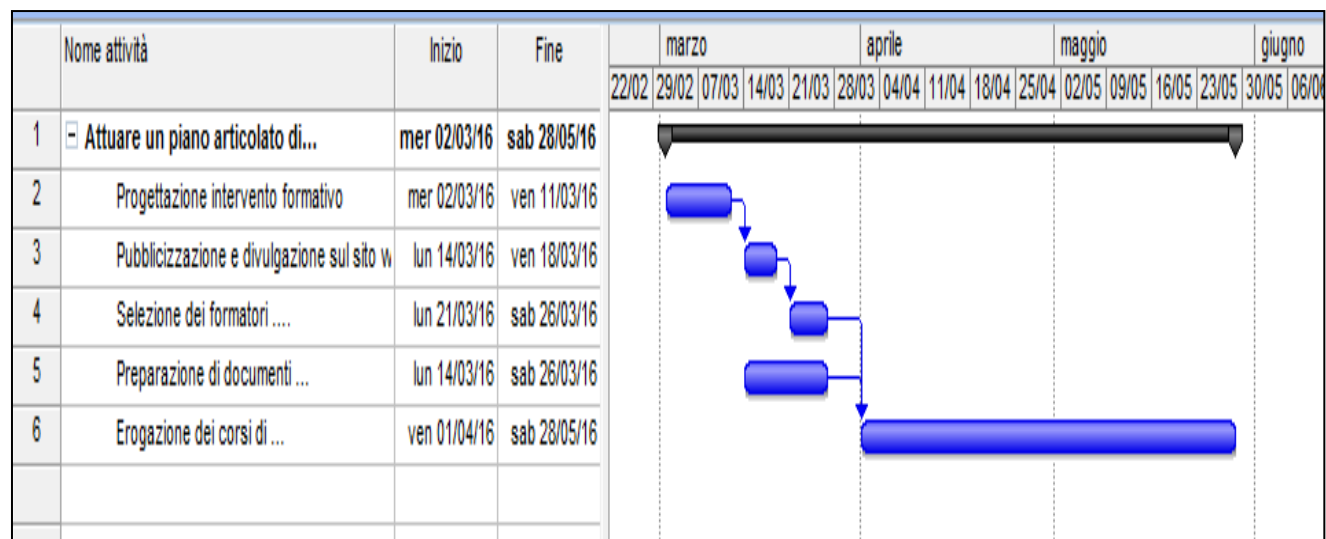 Nome attività Inizio Fine marzo aprile maggio giugno
22/02 29/02 07/03 14/03 21/03 28/03 04/04 11/04 18/04 25/04 02/05 09/05 16/05 23/05 30/05 06/06
1 Attuare un piano articolato di... mer 02/03/16 sab 28/05/16
2 Progettazione intervento formativo mer 02/03/16 ven 11/03/16
3 Pubblicizzazione e divulgazione sul sito w lun 14/03/16 ven 18/03/16
4 Selezione dei formatori .... lun 21/03/16 sab 26/03/16
5 Preparazione di documenti ... lun 14/03/16 sab 26/03/16
6 Erogazione dei corsi di ... ven 01/04/16 sab 28/05/16